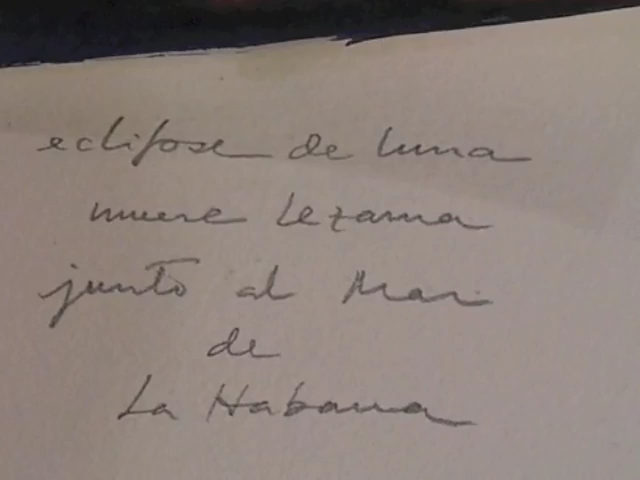 eclipse de luna
muere Lezama
junto al Mar
de
La Habana